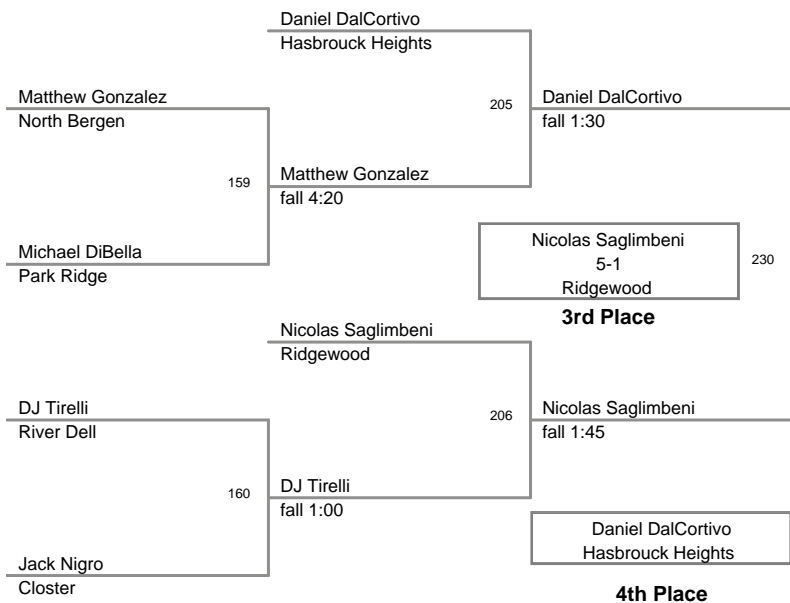 Daniel DalCortivo
Hasbrouck Heights
Matthew Gonzalez
North Bergen
205
Daniel DalCortivo
fall 1:30
159
Matthew Gonzalez
fall 4:20
Michael DiBella
Park Ridge
Nicolas Saglimbeni
5-1
Ridgewood
230
3rd Place
Nicolas Saglimbeni
Ridgewood
DJ Tirelli
River Dell
206
Nicolas Saglimbeni
fall 1:45
160
DJ Tirelli
fall 1:00
Jack Nigro
Closter
Daniel DalCortivo
Hasbrouck Heights
4th Place